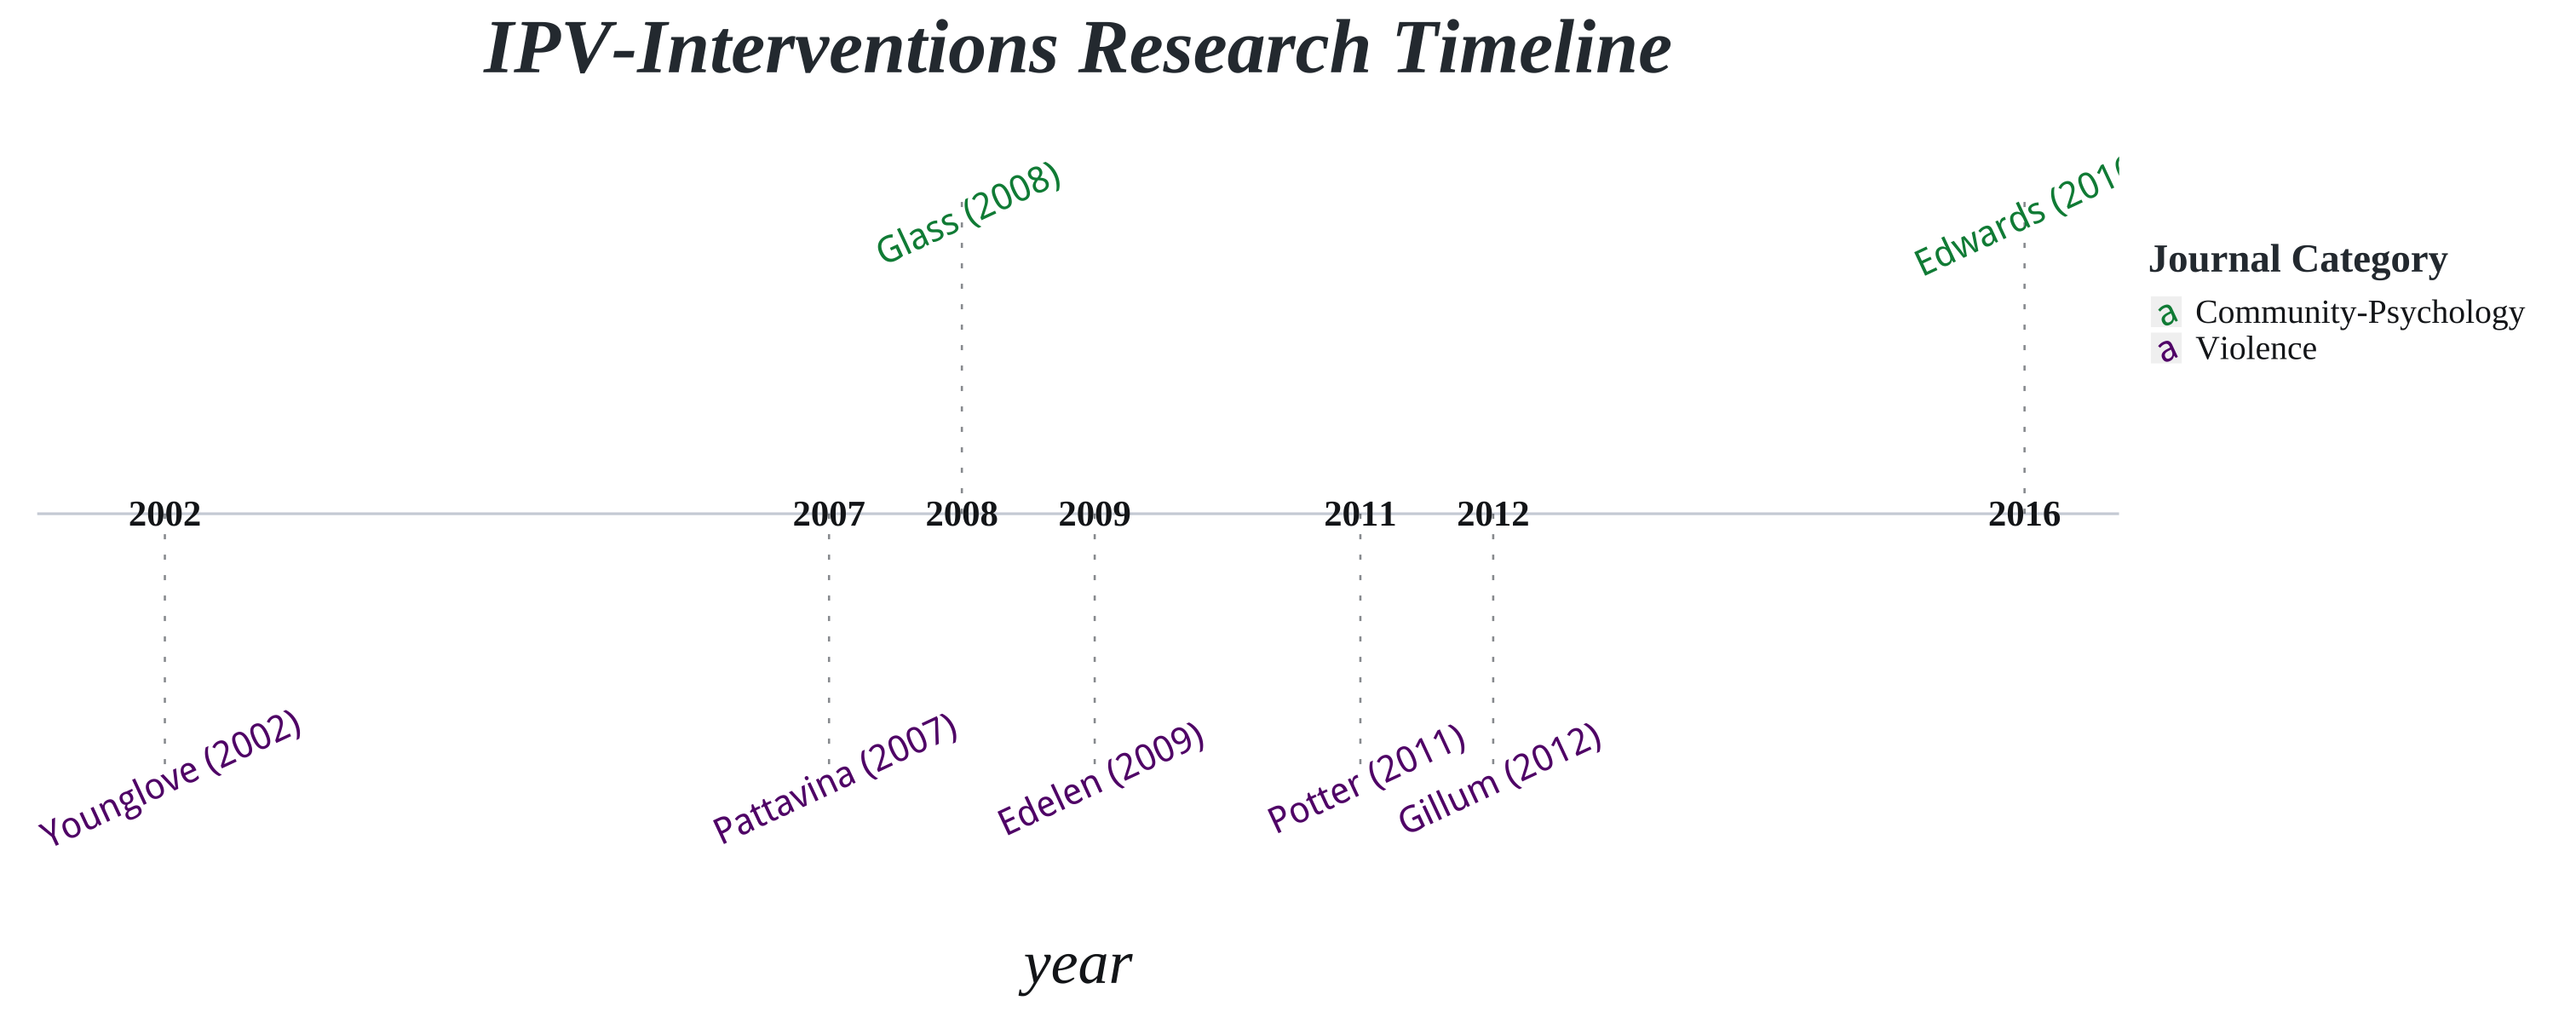 IPV-Interventions Research Timeline
Glass (2008)
Edwards (201
Journal Category
a Community-Psychology
a Violence
2002 2007 2008 2009 2011 2012 2016
Younglove (2002)
Pattavina (2007)
Edelen (2009)
Potter (2011)
Gillum (2012)
year